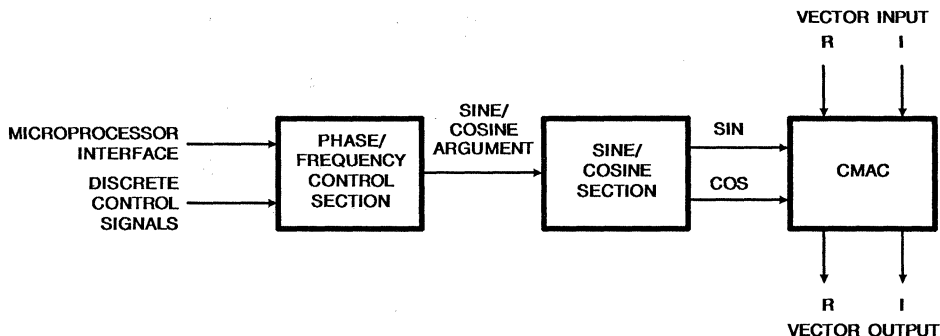 VECTOR INPUT
R I
MICROPROCESSOR
INTERFACE
DISCRETE
CONTROL
SIGNALS
PHASE/
FREQUENCY
CONTROL
SECTION
SINE/
COSINE
ARGUMENT
SINE/
COSINE
SECTION
SIN
COS
CMAC
R I
VECTOR OUTPUT